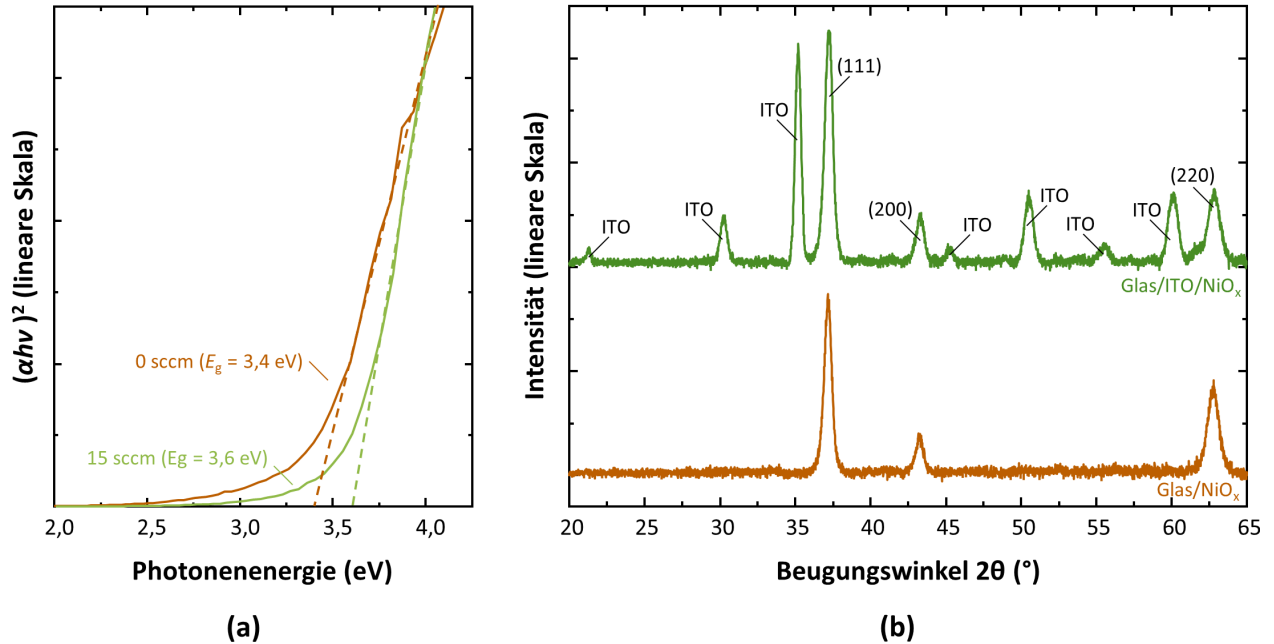 (αhν)² (lineare Skala)
0 sccm (Eg = 3,4 eV)
15 sccm (Eg = 3,6 eV)
2,0 2,5 3,0 3,5 4,0
Photonenenergie (eV)
(a)
Intensität (lineare Skala)
ITO
ITO
ITO
(111)
(200)
ITO
ITO
ITO
ITO
(220)
Glas/ITO/NiOₓ
Glas/NiOₓ
20 25 30 35 40 45 50 55 60 65
Beugungswinkel 2θ (°)
(b)